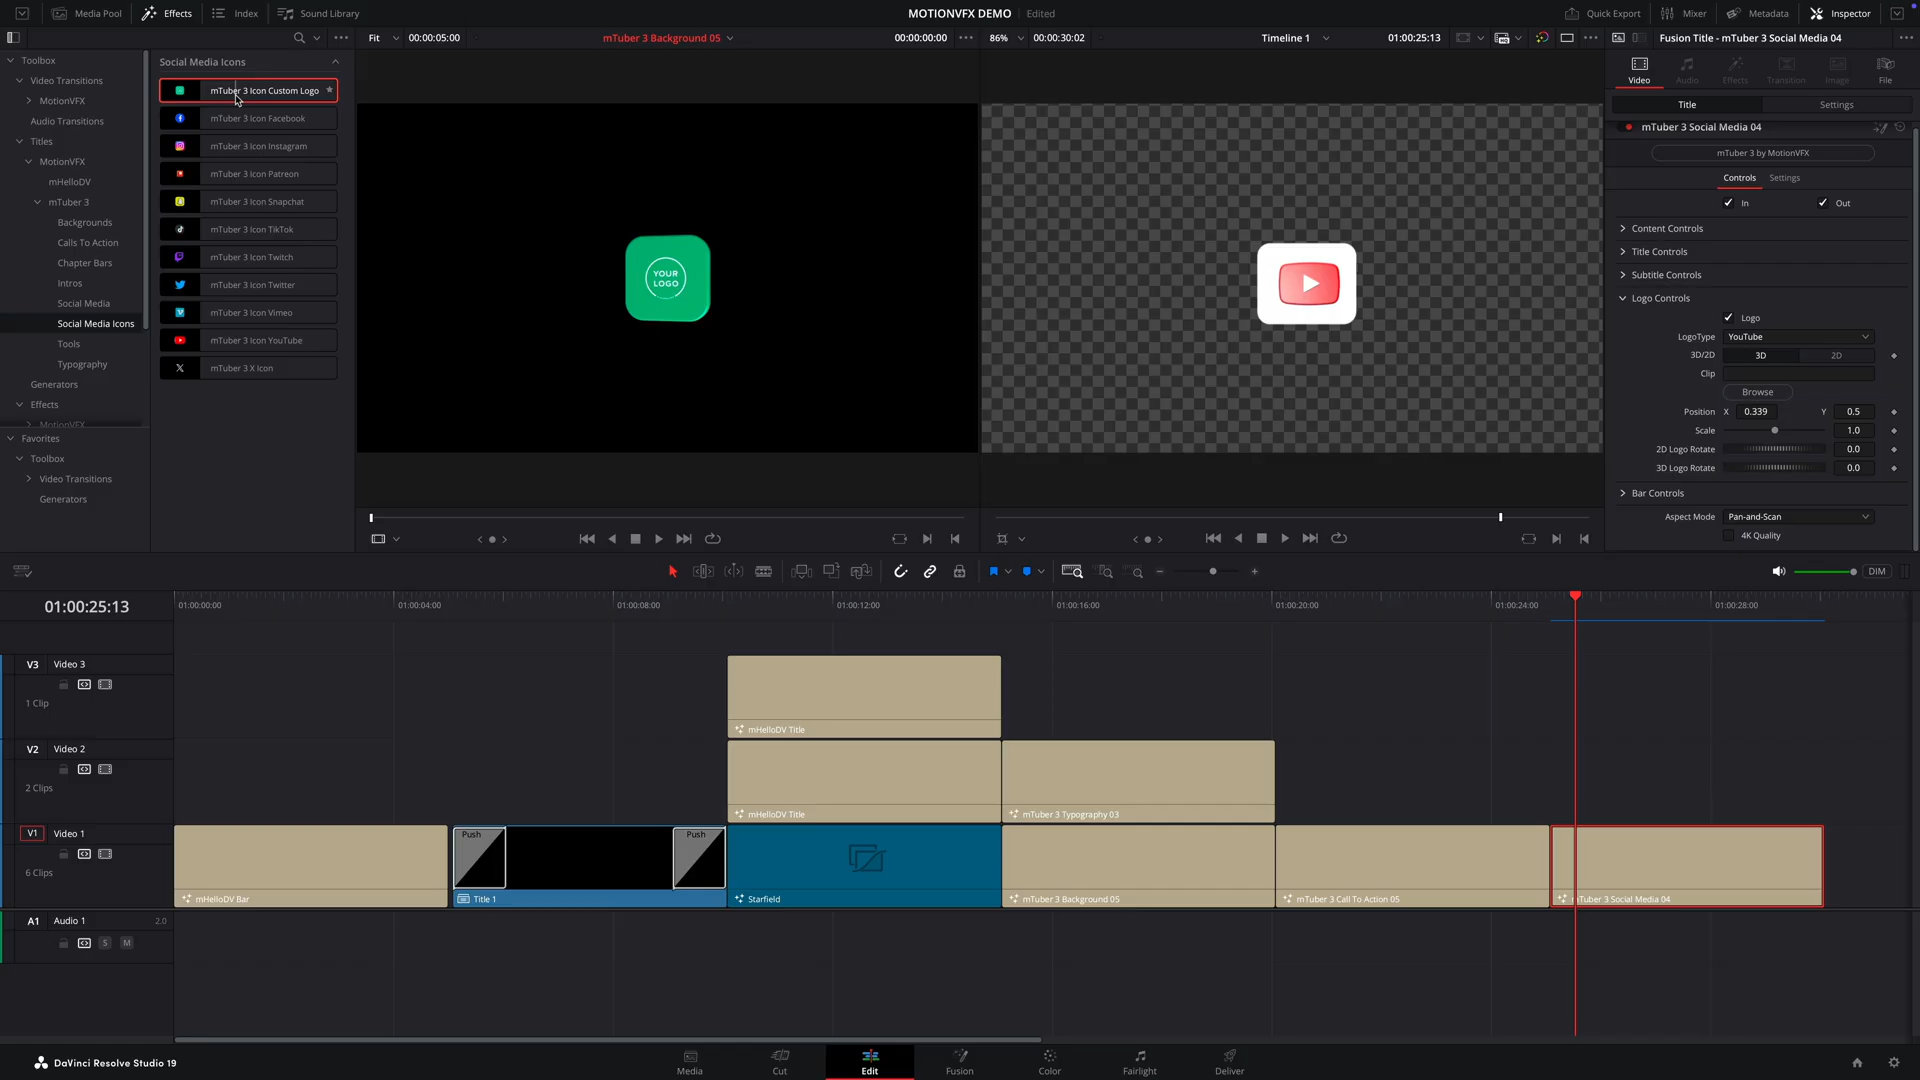 Media Pool
Effects
Index
Sound Library
MOTIONVFX DEMO
Edited
Quick Export
Mixer
Metadata
Inspector
Fit
00:00:05:00
mTuber 3 Background 05
00:00:00:00
86%
00:00:30:02
Timeline 1
01:00:25:13
Fusion Title - mTuber 3 Social Media 04
Toolbox
Video Transitions
MotionVFX
Audio Transitions
Titles
MotionVFX
mHelloDV
mTuber 3
Backgrounds
Calls To Action
Chapter Bars
Intros
Social Media
Social Media Icons
Tools
Typography
Generators
Effects
MotionVFX
Favorites
Toolbox
Video Transitions
Generators
Social Media Icons
mTuber 3 Icon Custom Logo
mTuber 3 Icon Facebook
mTuber 3 Icon Instagram
mTuber 3 Icon Patreon
mTuber 3 Icon Snapchat
mTuber 3 Icon TikTok
mTuber 3 Icon Twitch
mTuber 3 Icon Twitter
mTuber 3 Icon Vimeo
mTuber 3 Icon YouTube
mTuber 3 X Icon
YOUR
LOGO
Video
Audio
Effects
Transition
Image
File
Title
Settings
mTuber 3 Social Media 04
mTuber 3 by MotionVFX
Controls
Settings
In
Out
Content Controls
Title Controls
Subtitle Controls
Logo Controls
Logo
LogoType
YouTube
3D/2D
3D
2D
Clip
Browse
Position X 0.339 Y 0.5
Scale 1.0
2D Logo Rotate 0.0
3D Logo Rotate 0.0
Bar Controls
Aspect Mode
Pan-and-Scan
4K Quality
DIM
01:00:25:13
01:00:00:00
01:00:04:00
01:00:08:00
01:00:12:00
01:00:16:00
01:00:20:00
01:00:24:00
01:00:28:00
V3
Video 3
1 Clip
mHelloDV Title
V2
Video 2
2 Clips
mHelloDV Title
mTuber 3 Typography 03
V1
Video 1
6 Clips
Push
Push
mHelloDV Bar
Title 1
Starfield
mTuber 3 Background 05
mTuber 3 Call To Action 05
mTuber 3 Social Media 04
A1
Audio 1
2.0
S
M
DaVinci Resolve Studio 19
Media
Cut
Edit
Fusion
Color
Fairlight
Deliver